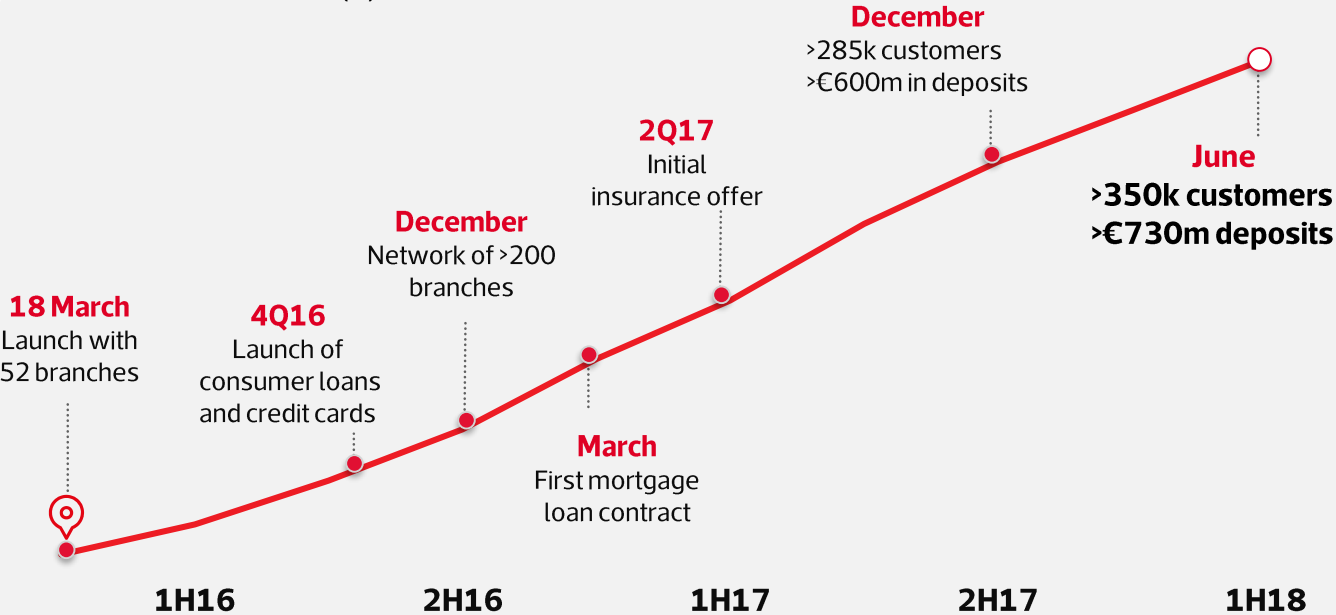 December
>285k customers
>€600m in deposits
2Q17
Initial
insurance offer
June
>350k customers
>€730m deposits
December
Network of >200
branches
18 March
Launch with
52 branches
4Q16
Launch of
consumer loans
and credit cards
March
First mortgage
loan contract
1H16
2H16
1H17
2H17
1H18